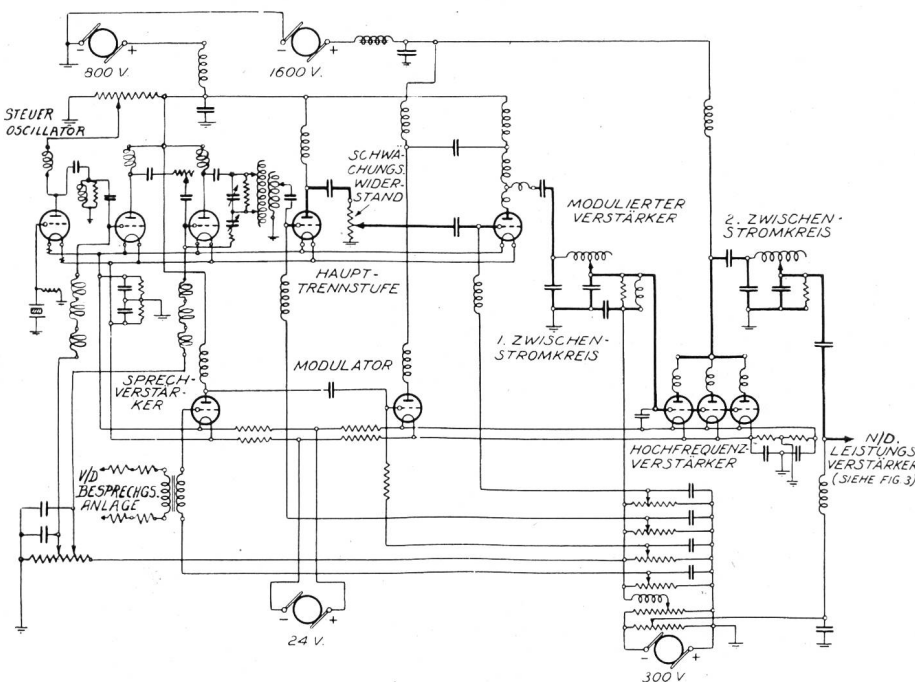 800 V.
1600 V.
STEUER
OSCILLATOR
SCHWÄ-
CHUNGS.
WIDER-
STAND
MODULIERTER
VERSTÄRKER
2. ZWISCHEN-
STROMKREIS
HAUPT-
TRENNSTUFE
1. ZWISCHEN-
STROMKREIS
MODULATOR
SPRECH-
VERSTÄR-
KER
HOCHFREQUENZ-
VERSTÄRKER
N/D.
LEISTUNGS
VERSTÄRKER
(SIEHE FIG 3)
V/D
BESPRECHGS.
ANLAGE
24 V.
300 V
- +
- +
- +
- +